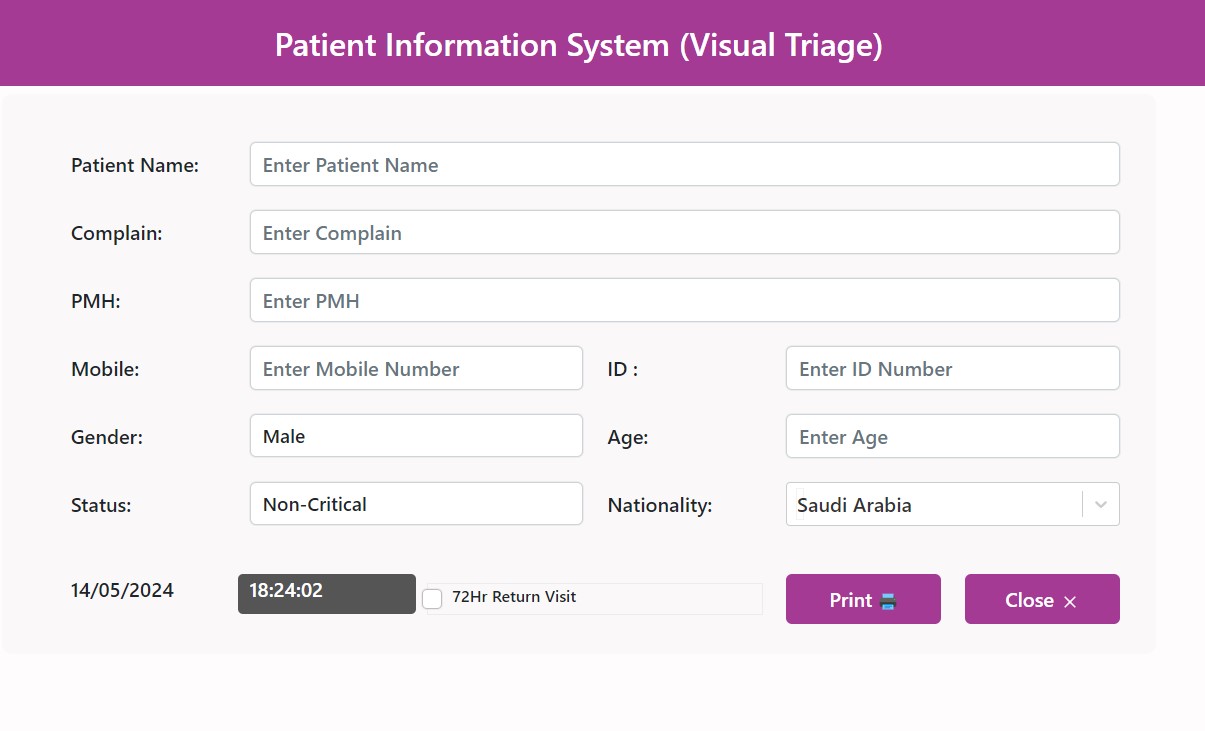 Patient Information System (Visual Triage)
Patient Name: Enter Patient Name
Complain: Enter Complain
PMH: Enter PMH
Mobile: Enter Mobile Number ID : Enter ID Number
Gender: Male Age: Enter Age
Status: Non-Critical Nationality: Saudi Arabia
14/05/2024 18:24:02 72Hr Return Visit Print Close ×